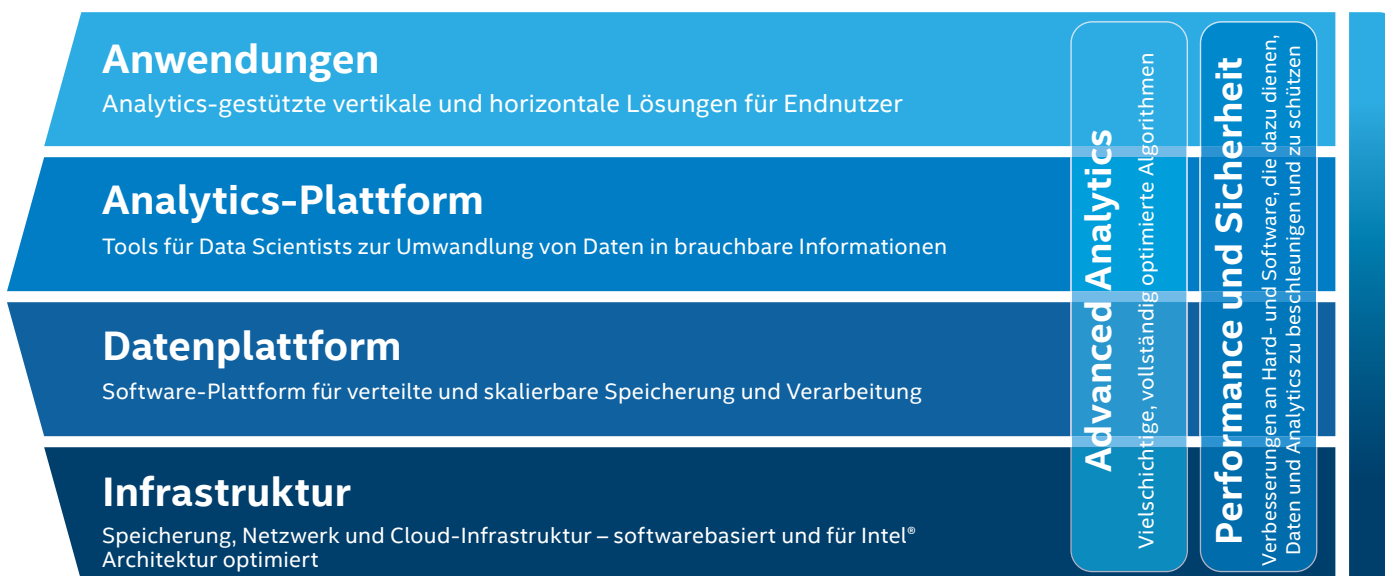 Anwendungen
Analytics-gestützte vertikale und horizontale Lösungen für Endnutzer
Analytics-Plattform
Tools für Data Scientists zur Umwandlung von Daten in brauchbare Informationen
Datenplattform
Software-Plattform für verteilte und skalierbare Speicherung und Verarbeitung
Infrastruktur
Speicherung, Netzwerk und Cloud-Infrastruktur – softwarebasiert und für Intel®
Architektur optimiert
Advanced Analytics
Vielschichtige, vollständig optimierte Algorithmen
Performance und Sicherheit
Verbesserungen an Hard- und Software, die dazu dienen,
Daten und Analytics zu beschleunigen und zu schützen